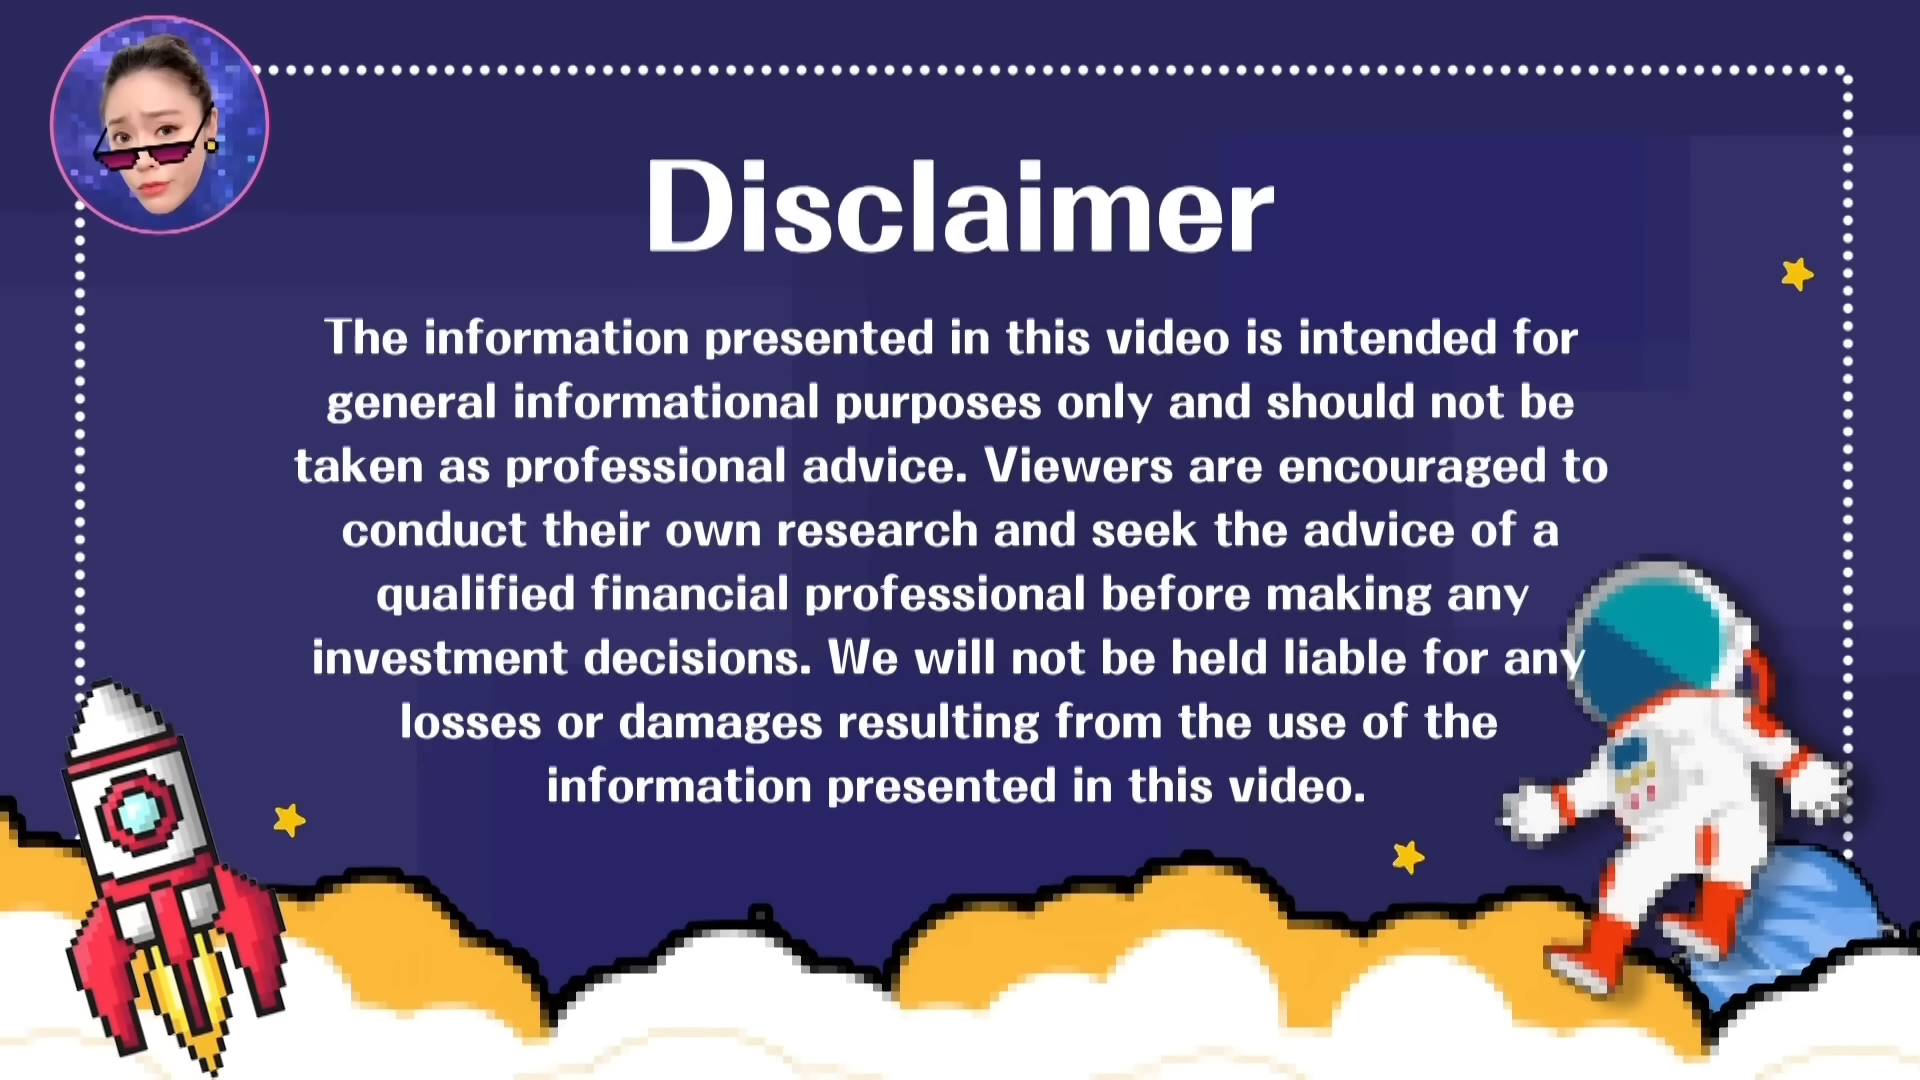 Disclaimer
The information presented in this video is intended for
general informational purposes only and should not be
taken as professional advice. Viewers are encouraged to
conduct their own research and seek the advice of a
qualified financial professional before making any
investment decisions. We will not be held liable for any
losses or damages resulting from the use of the
information presented in this video.